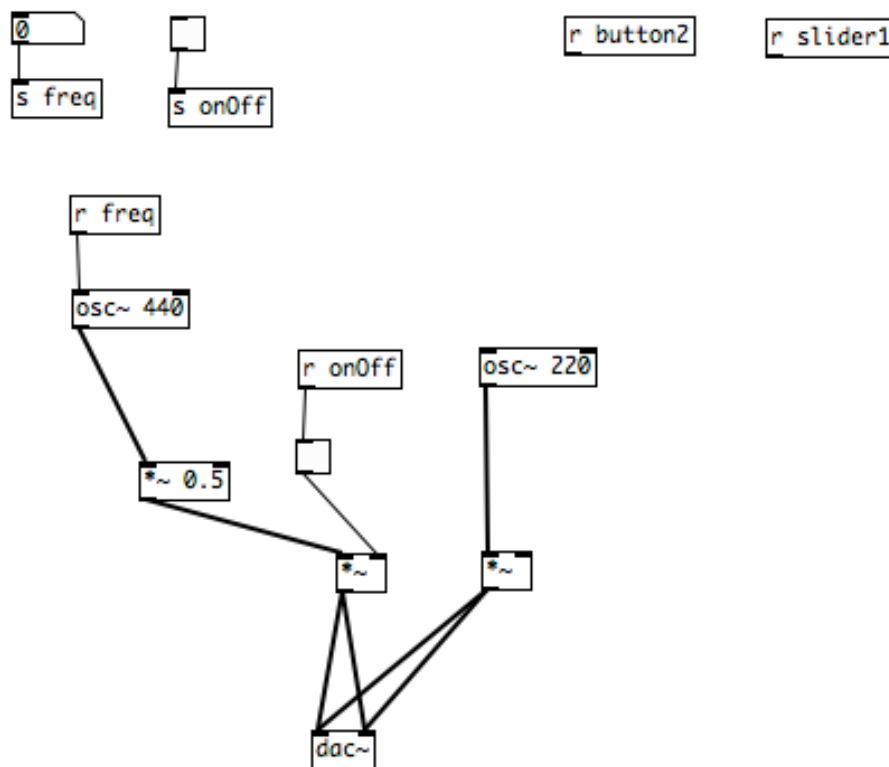 0
r button2
r slider1
s freq
s onOff
r freq
osc~ 440
r onOff
osc~ 220
*~ 0.5
*~
*~
dac~